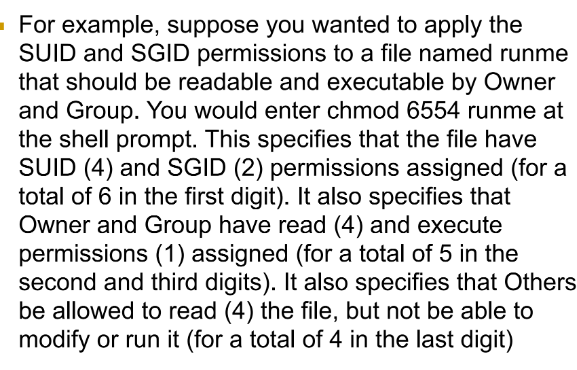 For example, suppose you wanted to apply the
SUID and SGID permissions to a file named runme
that should be readable and executable by Owner
and Group. You would enter chmod 6554 runme at
the shell prompt. This specifies that the file have
SUID (4) and SGID (2) permissions assigned (for a
total of 6 in the first digit). It also specifies that
Owner and Group have read (4) and execute
permissions (1) assigned (for a total of 5 in the
second and third digits). It also specifies that Others
be allowed to read (4) the file, but not be able to
modify or run it (for a total of 4 in the last digit)